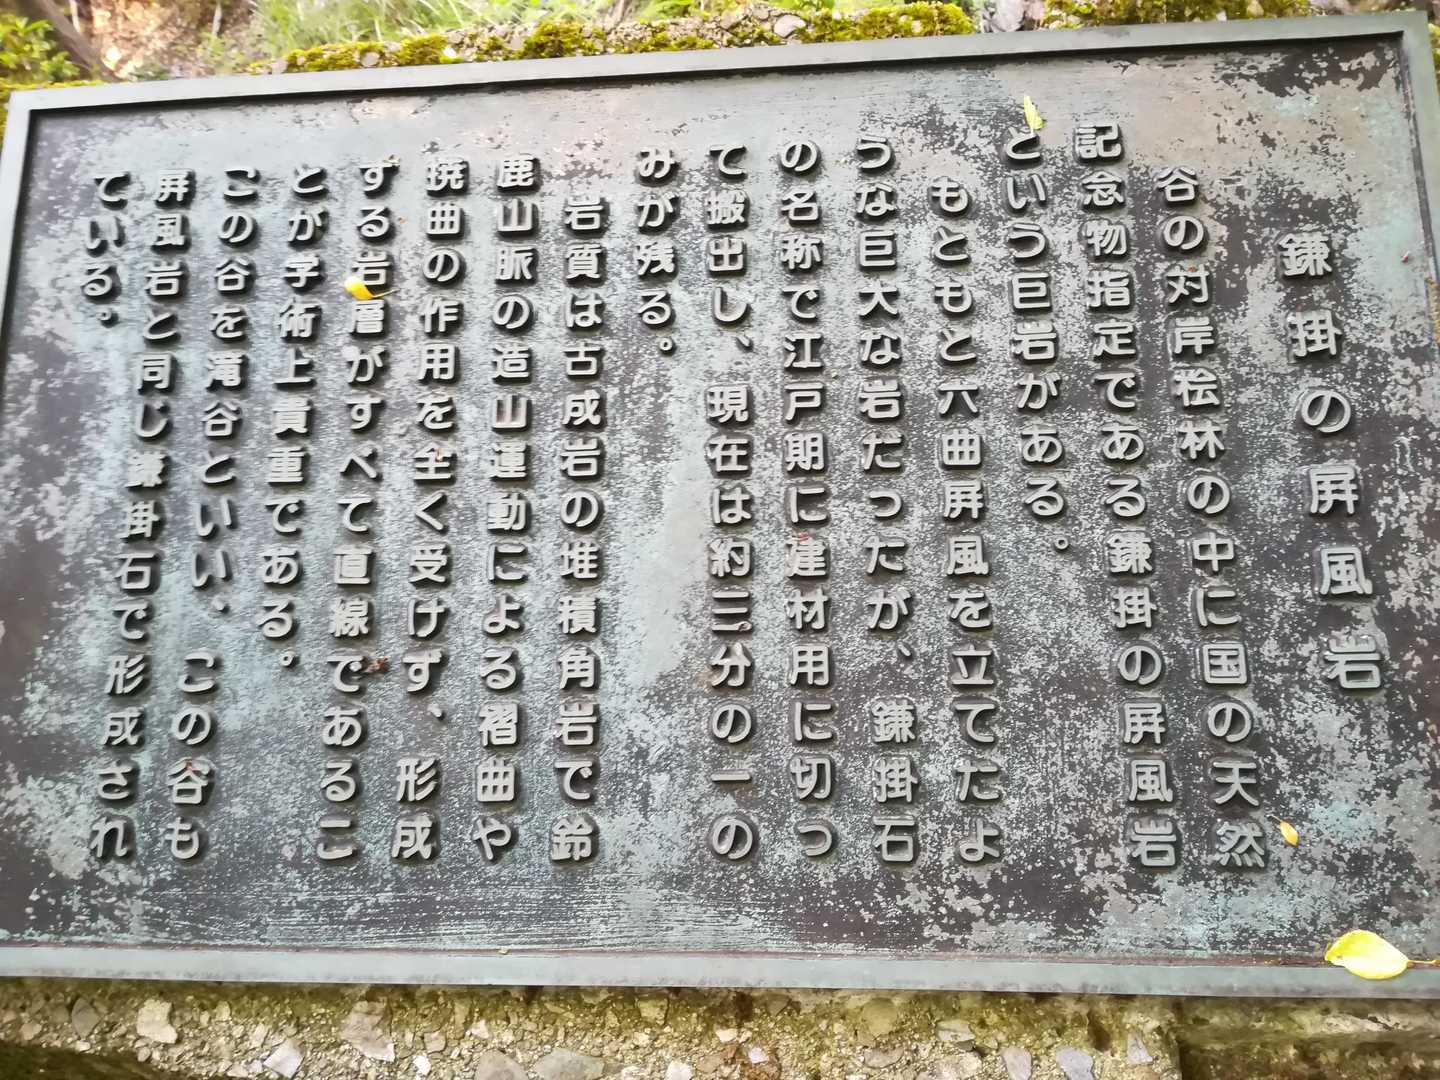 鎌掛の屏風岩
谷の対岸桧林の中に国の天然
記念物指定である鎌掛の屏風岩
という巨岩がある。
もともと六曲屏風を立てたよ
うな巨大な岩だったが、鎌掛石
の名称で江戸期に建材用に切っ
て搬出し、現在は約三分の一の
みが残る。
岩質は古成岩の堆積角岩で鈴
鹿山脈の造山運動による褶曲や
撓曲の作用を全く受けず、形成
する岩層がすべて直線であるこ
とが学術上貴重である。
この谷を滝谷といい、この谷も
屏風岩と同じ鎌掛石で形成され
ている。